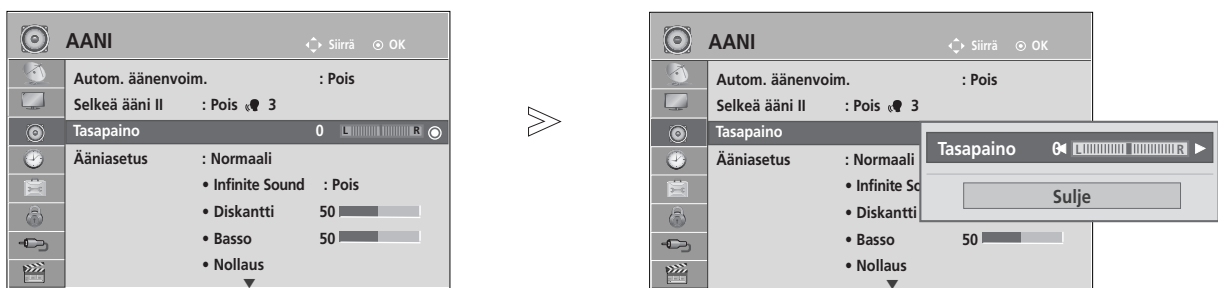 AANI
Siirrä OK
Autom. äänenvoim. : Pois
Selkeä ääni II : Pois 3
Tasapaino 0 L R
Ääniasetus : Normaali
• Infinite Sound : Pois
• Diskantti 50
• Basso 50
• Nollaus
AANI
Siirrä OK
Autom. äänenvoim. : Pois
Selkeä ääni II : Pois 3
Tasapaino
Ääniasetus : Normaali
• Infinite So
• Diskantti
• Basso 50
• Nollaus
Tasapaino 0 L R
Sulje